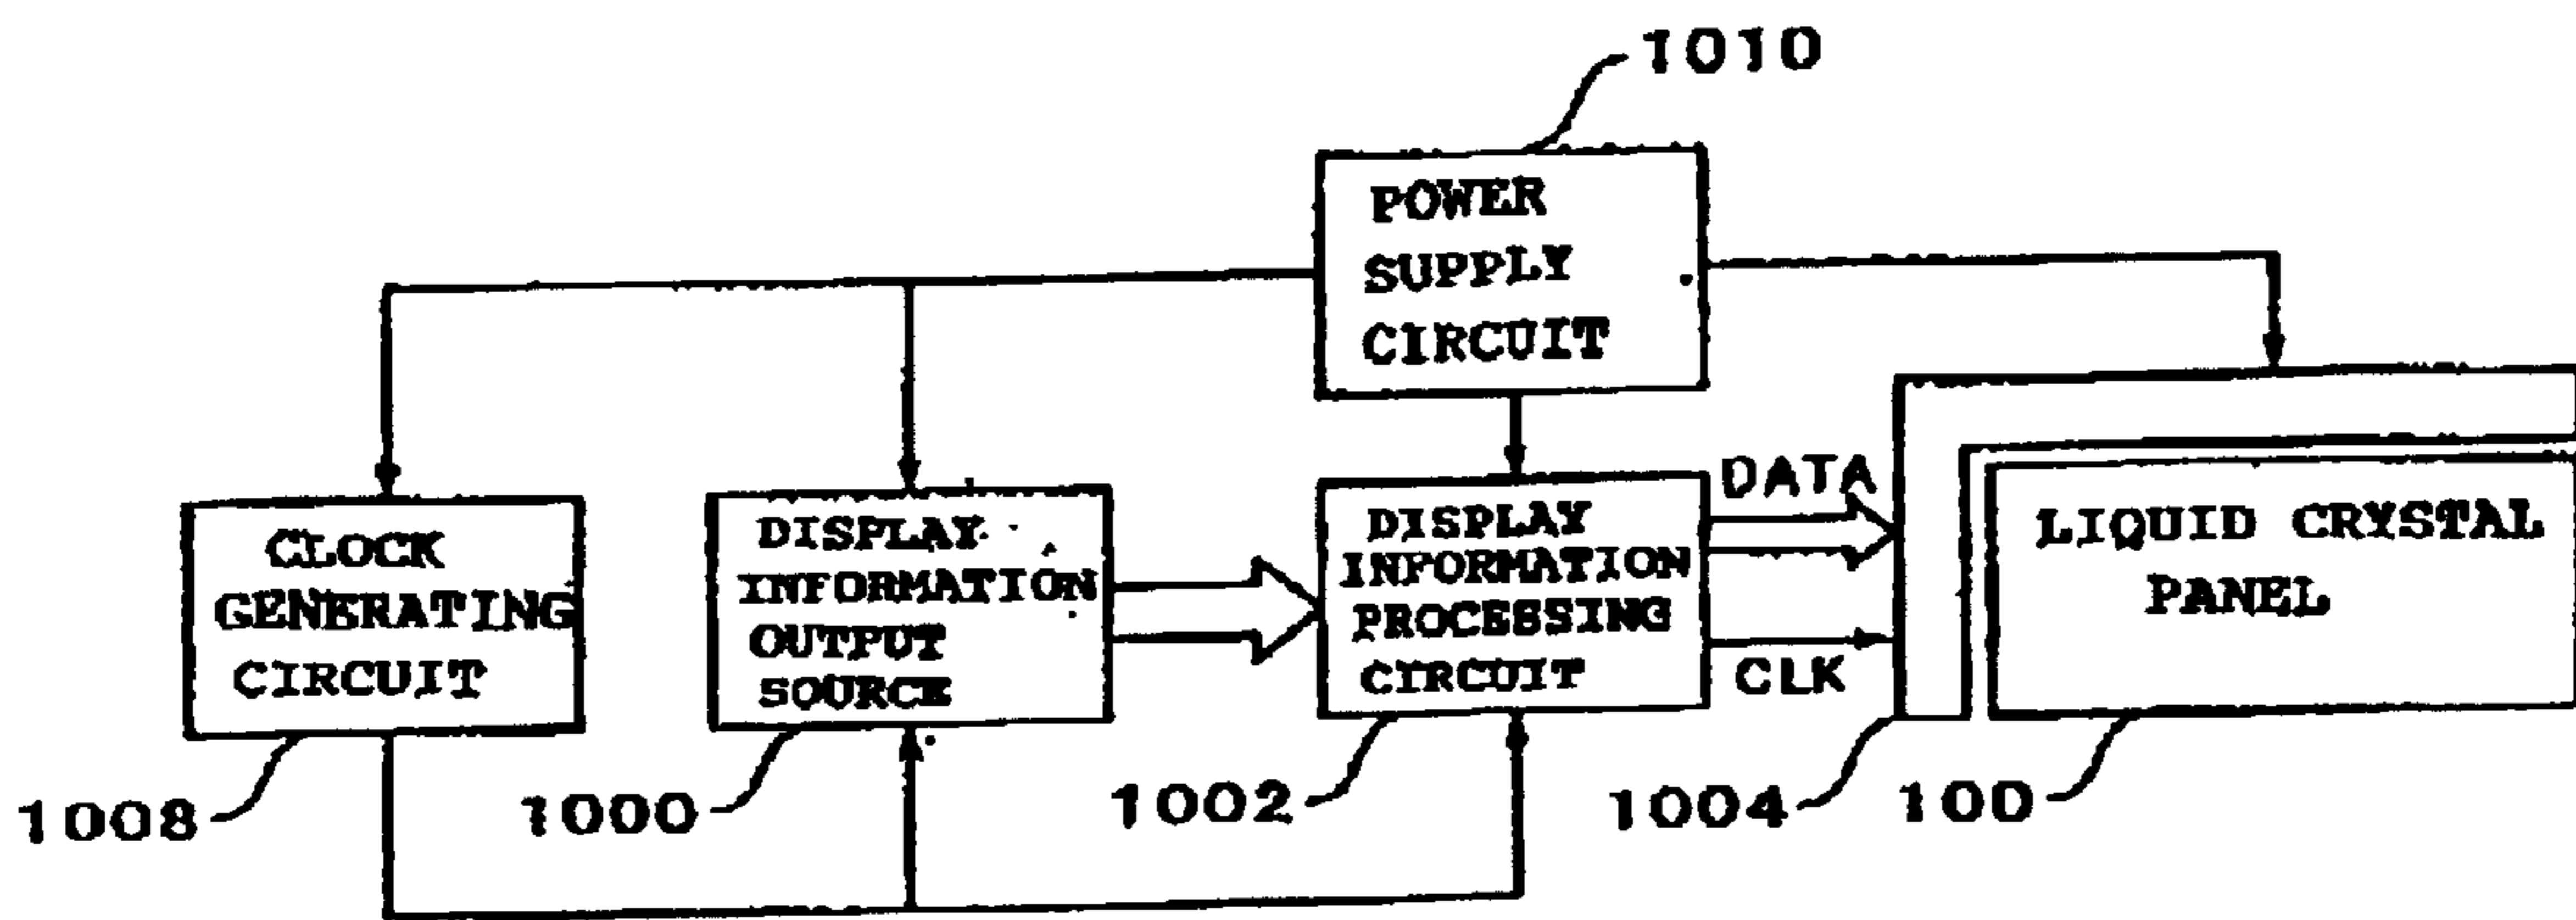 1010
POWER
SUPPLY
CIRCUIT
CLOCK
GENERATING
CIRCUIT
DISPLAY
INFORMATION
OUTPUT
SOURCE
DISPLAY
INFORMATION
PROCESSING
CIRCUIT
DATA
CLK
LIQUID CRYSTAL
PANEL
1008
1000
1002
1004
100